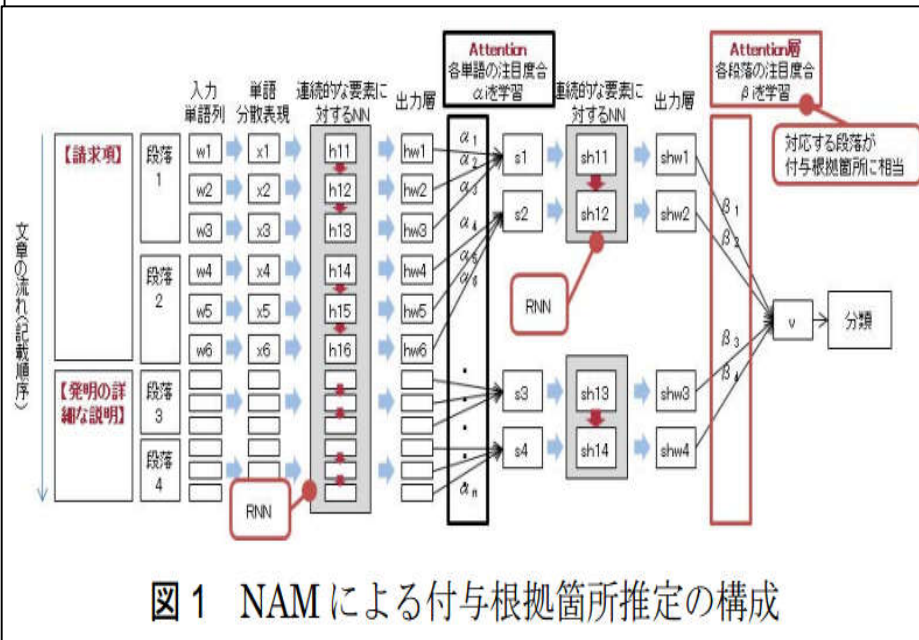 Attention
各単語の注目度合
αiを学習
Attention層
各段落の注目度合
βiを学習
対応する段落が
付与根拠箇所に相当
入力
単語列
単語
分散表現
連続的な要素に
対するNN
出力層
連続的な要素に
対するNN
出力層
文章の流れ(記載順序)
【請求項】
段落
1
w1 x1 h11 hw1
w2 x2 h12 hw2
w3 x3 h13 hw3
段落
2
w4 x4 h14 hw4
w5 x5 h15 hw5
w6 x6 h16 hw6
【発明の詳
細な説明】
段落
3
段落
4
RNN
α1
α2
α3
α4
α5
α6
αn
s1 sh11 shw1
s2 sh12 shw2
RNN
s3 sh13 shw3
s4 sh14 shw4
β1
β2
β3
β4
v
分類
図1 NAMによる付与根拠箇所推定の構成